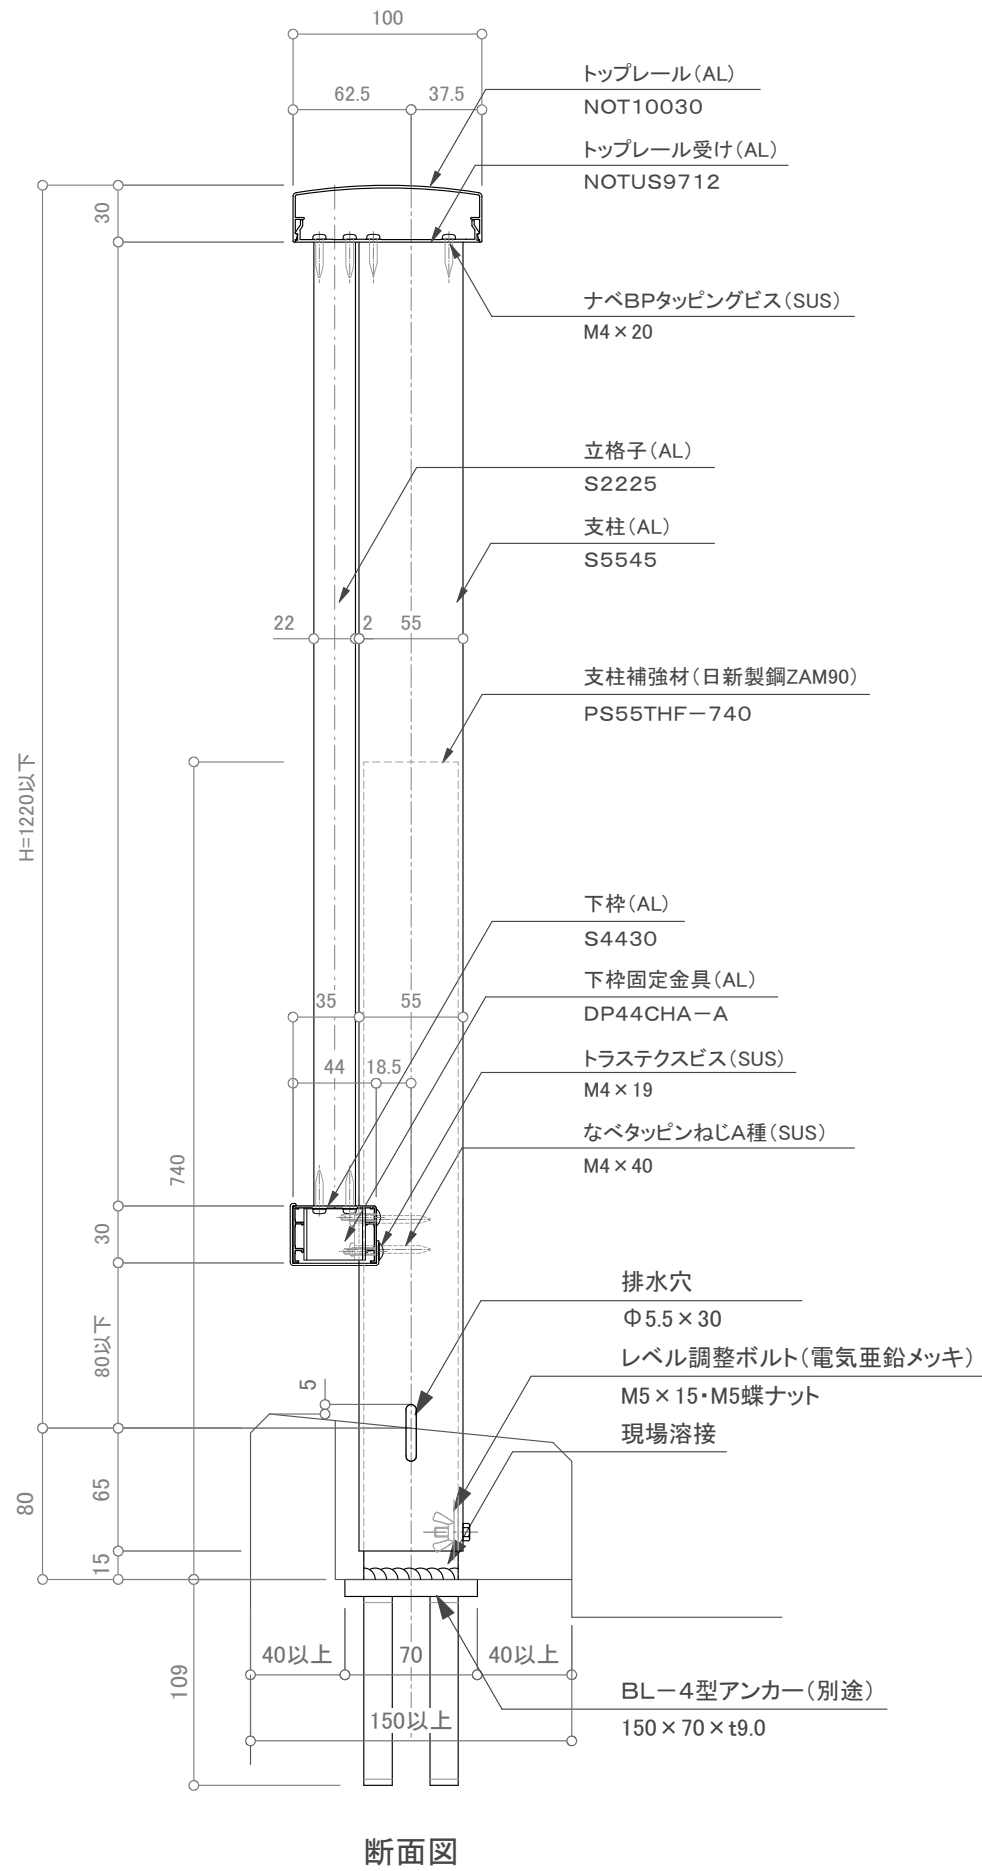 100
62.5
37.5
トップレール（AL）
NOT10030
トップレール受け（AL）
NOTUS9712
30
ナベBPタッピングビス（SUS）
M4×20
立格子（AL）
S2225
支柱（AL）
S5545
22
2
55
支柱補強材（日新製鋼ZAM90）
PS55THF－740
H=1220以下
下枠（AL）
S4430
下枠固定金具（AL）
DP44CHA－A
35
55
44
18.5
トラステクスビス（SUS）
M4×19
なベタッピンねじA種（SUS）
M4×40
740
30
80以下
排水穴
Φ5.5×30
レベル調整ボルト（電気亜鉛メッキ）
M5×15・M5蝶ナット
現場溶接
5
65
80
15
40以上
70
40以上
109
150以上
BL－4型アンカー（別途）
150×70×t9.0
断面図